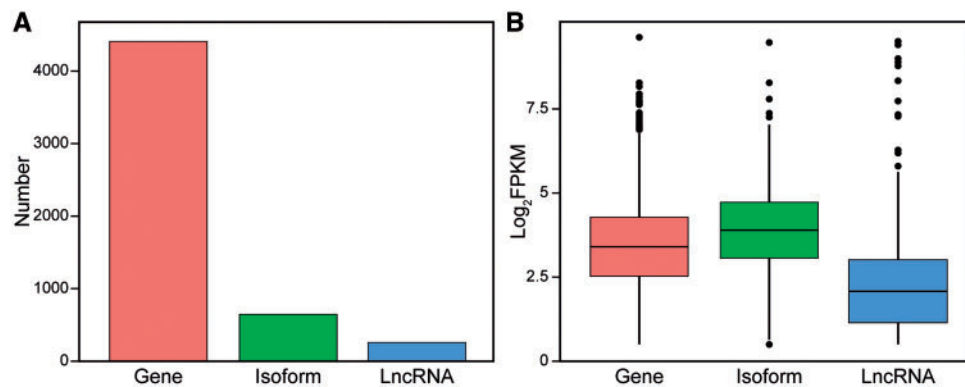 A
Number
4000
3000
2000
1000
0
Gene Isoform LncRNA
B
Log₂FPKM
7.5
5
2.5
0
Gene Isoform LncRNA